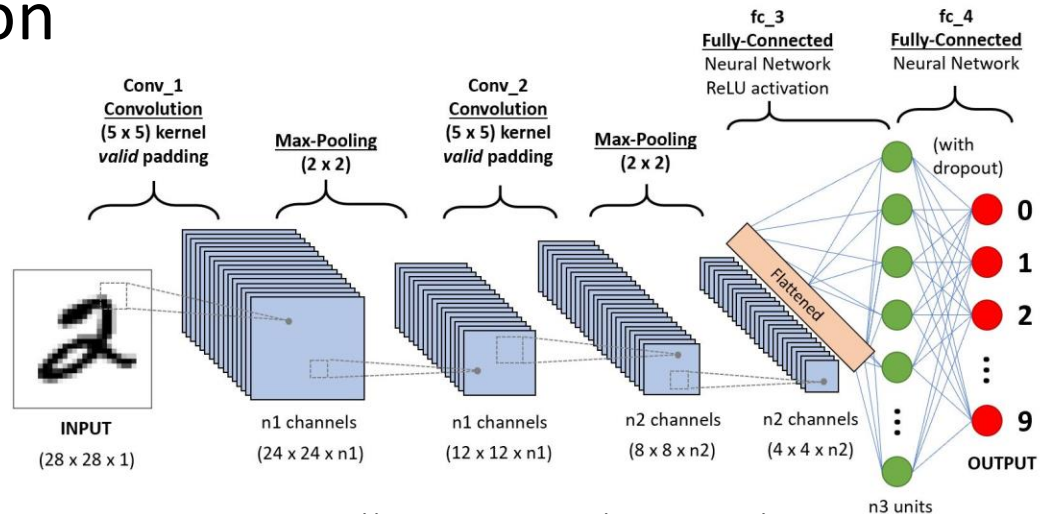 on
Conv_1
Convolution
(5 x 5) kernel
valid padding
Max-Pooling
(2 x 2)
Conv_2
Convolution
(5 x 5) kernel
valid padding
Max-Pooling
(2 x 2)
fc_3
Fully-Connected
Neural Network
ReLU activation
fc_4
Fully-Connected
Neural Network
(with
dropout)
Flattened
0
1
2
9
OUTPUT
2
INPUT
(28 x 28 x 1)
n1 channels
(24 x 24 x n1)
n1 channels
(12 x 12 x n1)
n2 channels
(8 x 8 x n2)
n2 channels
(4 x 4 x n2)
n3 units